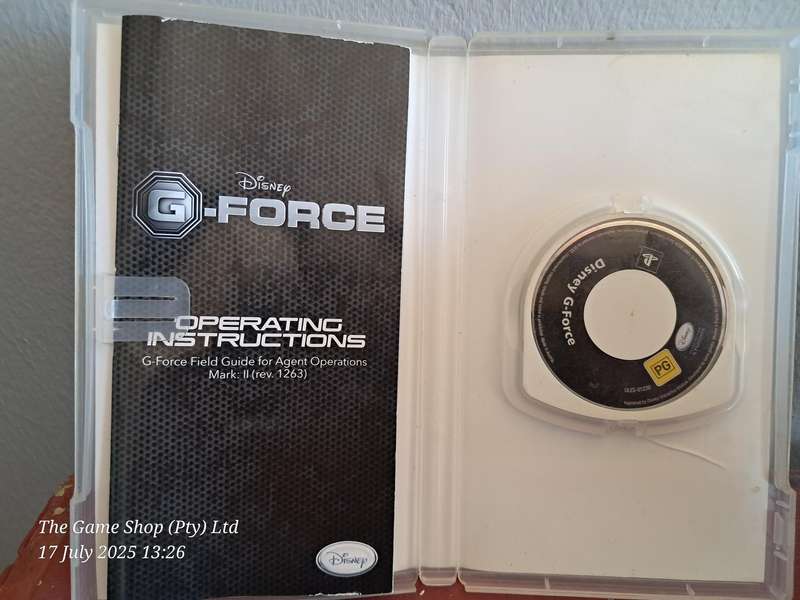 DISNEY
G-FORCE
OPERATING
INSTRUCTIONS
G-Force Field Guide for Agent Operations
Mark: II (rev. 1263)
Disney
Disney G-Force
Disney
PG
The Game Shop (Pty) Ltd
17 July 2025 13:26